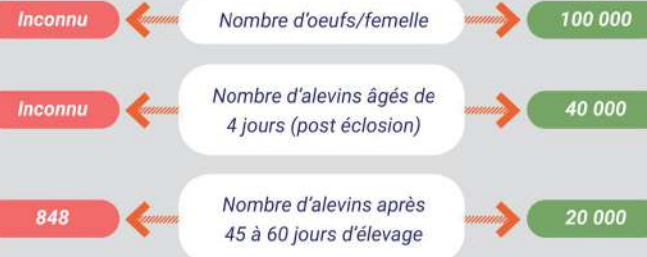 Inconnu Nombre d'oeufs/femelle 100 000
Inconnu Nombre d'alevins âgés de 4 jours (post éclosion) 40 000
848 Nombre d'alevins après 45 à 60 jours d'élevage 20 000